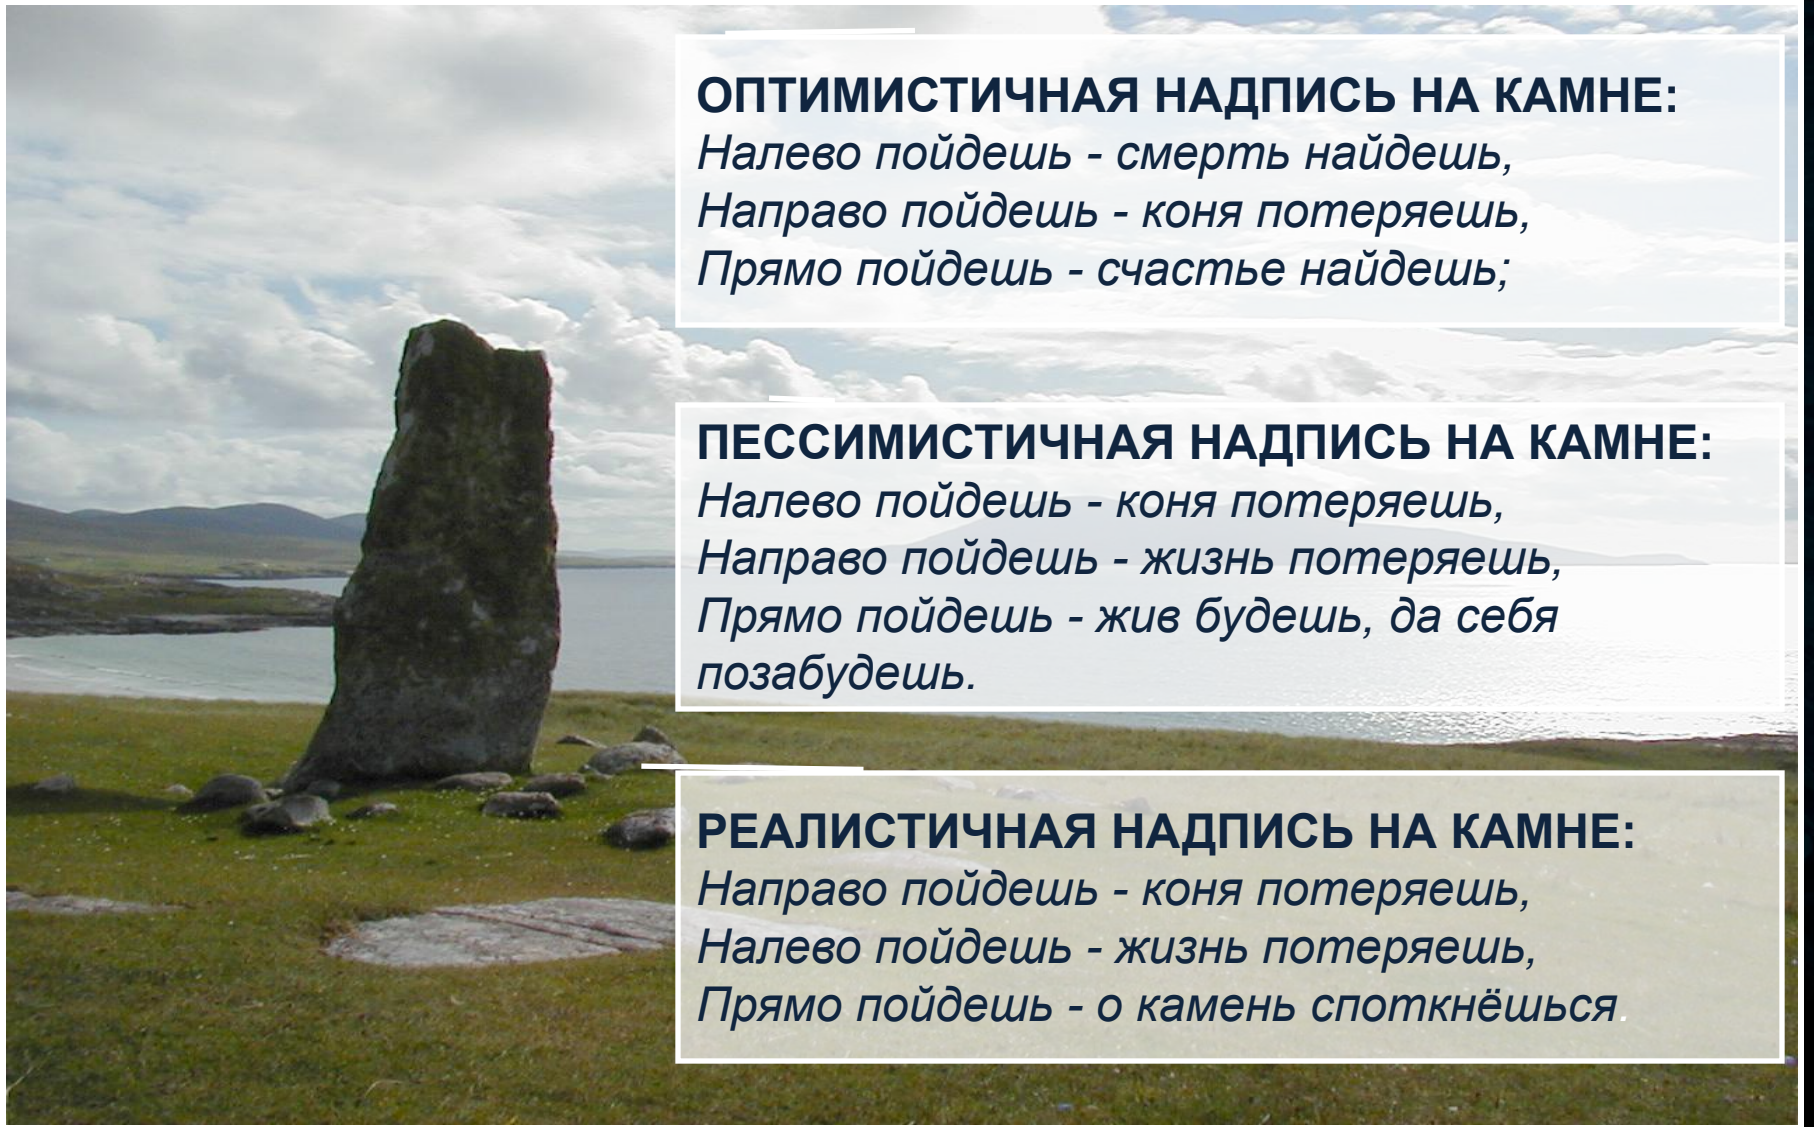 ОПТИМИСТИЧНАЯ НАДПИСЬ НА КАМНЕ:
Налево пойдешь - смерть найдешь,
Направо пойдешь - коня потеряешь,
Прямо пойдешь - счастье найдешь;
ПЕССИМИСТИЧНАЯ НАДПИСЬ НА КАМНЕ:
Налево пойдешь - коня потеряешь,
Направо пойдешь - жизнь потеряешь,
Прямо пойдешь - жив будешь, да себя
позабудешь.
РЕАЛИСТИЧНАЯ НАДПИСЬ НА КАМНЕ:
Направо пойдешь - коня потеряешь,
Налево пойдешь - жизнь потеряешь,
Прямо пойдешь - о камень споткнёшься.